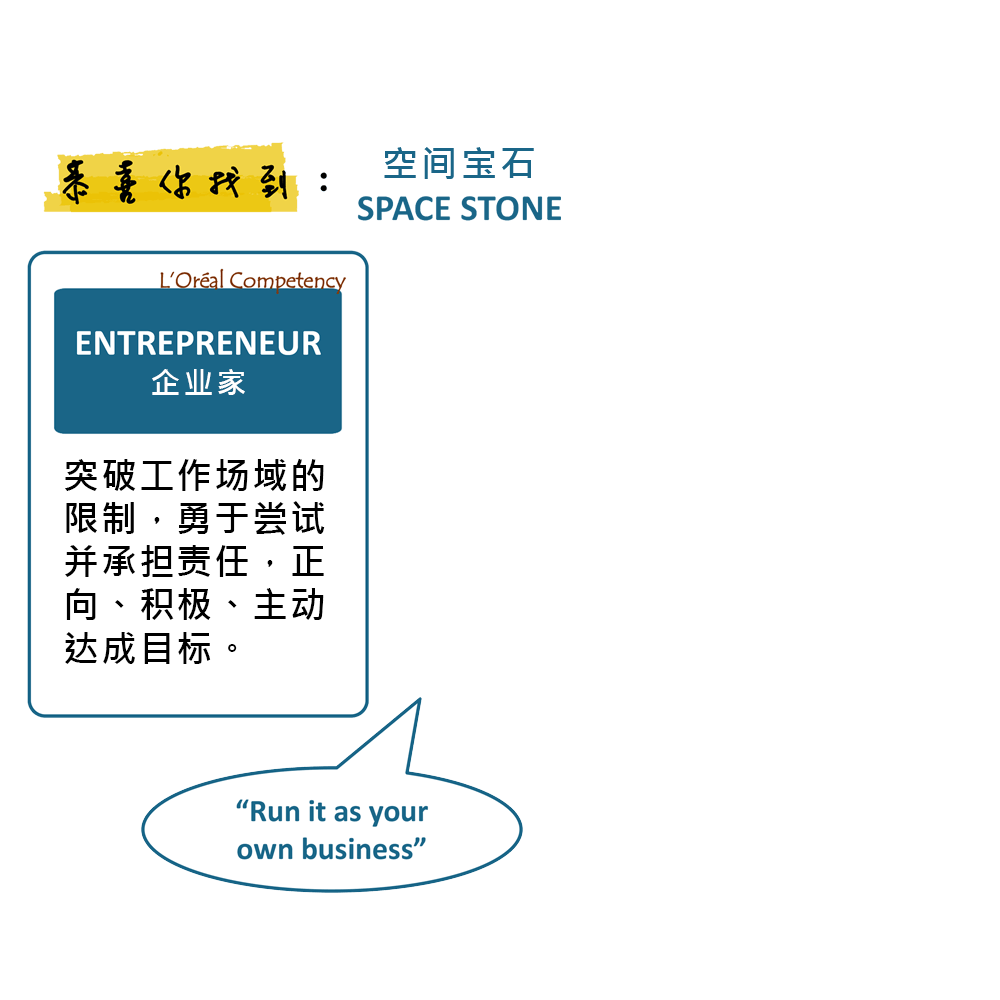 恭喜你找到：
空间宝石
SPACE STONE
L’Oréal Competency
ENTREPRENEUR
企业家
突破工作场域的
限制，勇于尝试
并承担责任，正
向、积极、主动
达成目标。
“Run it as your
own business”